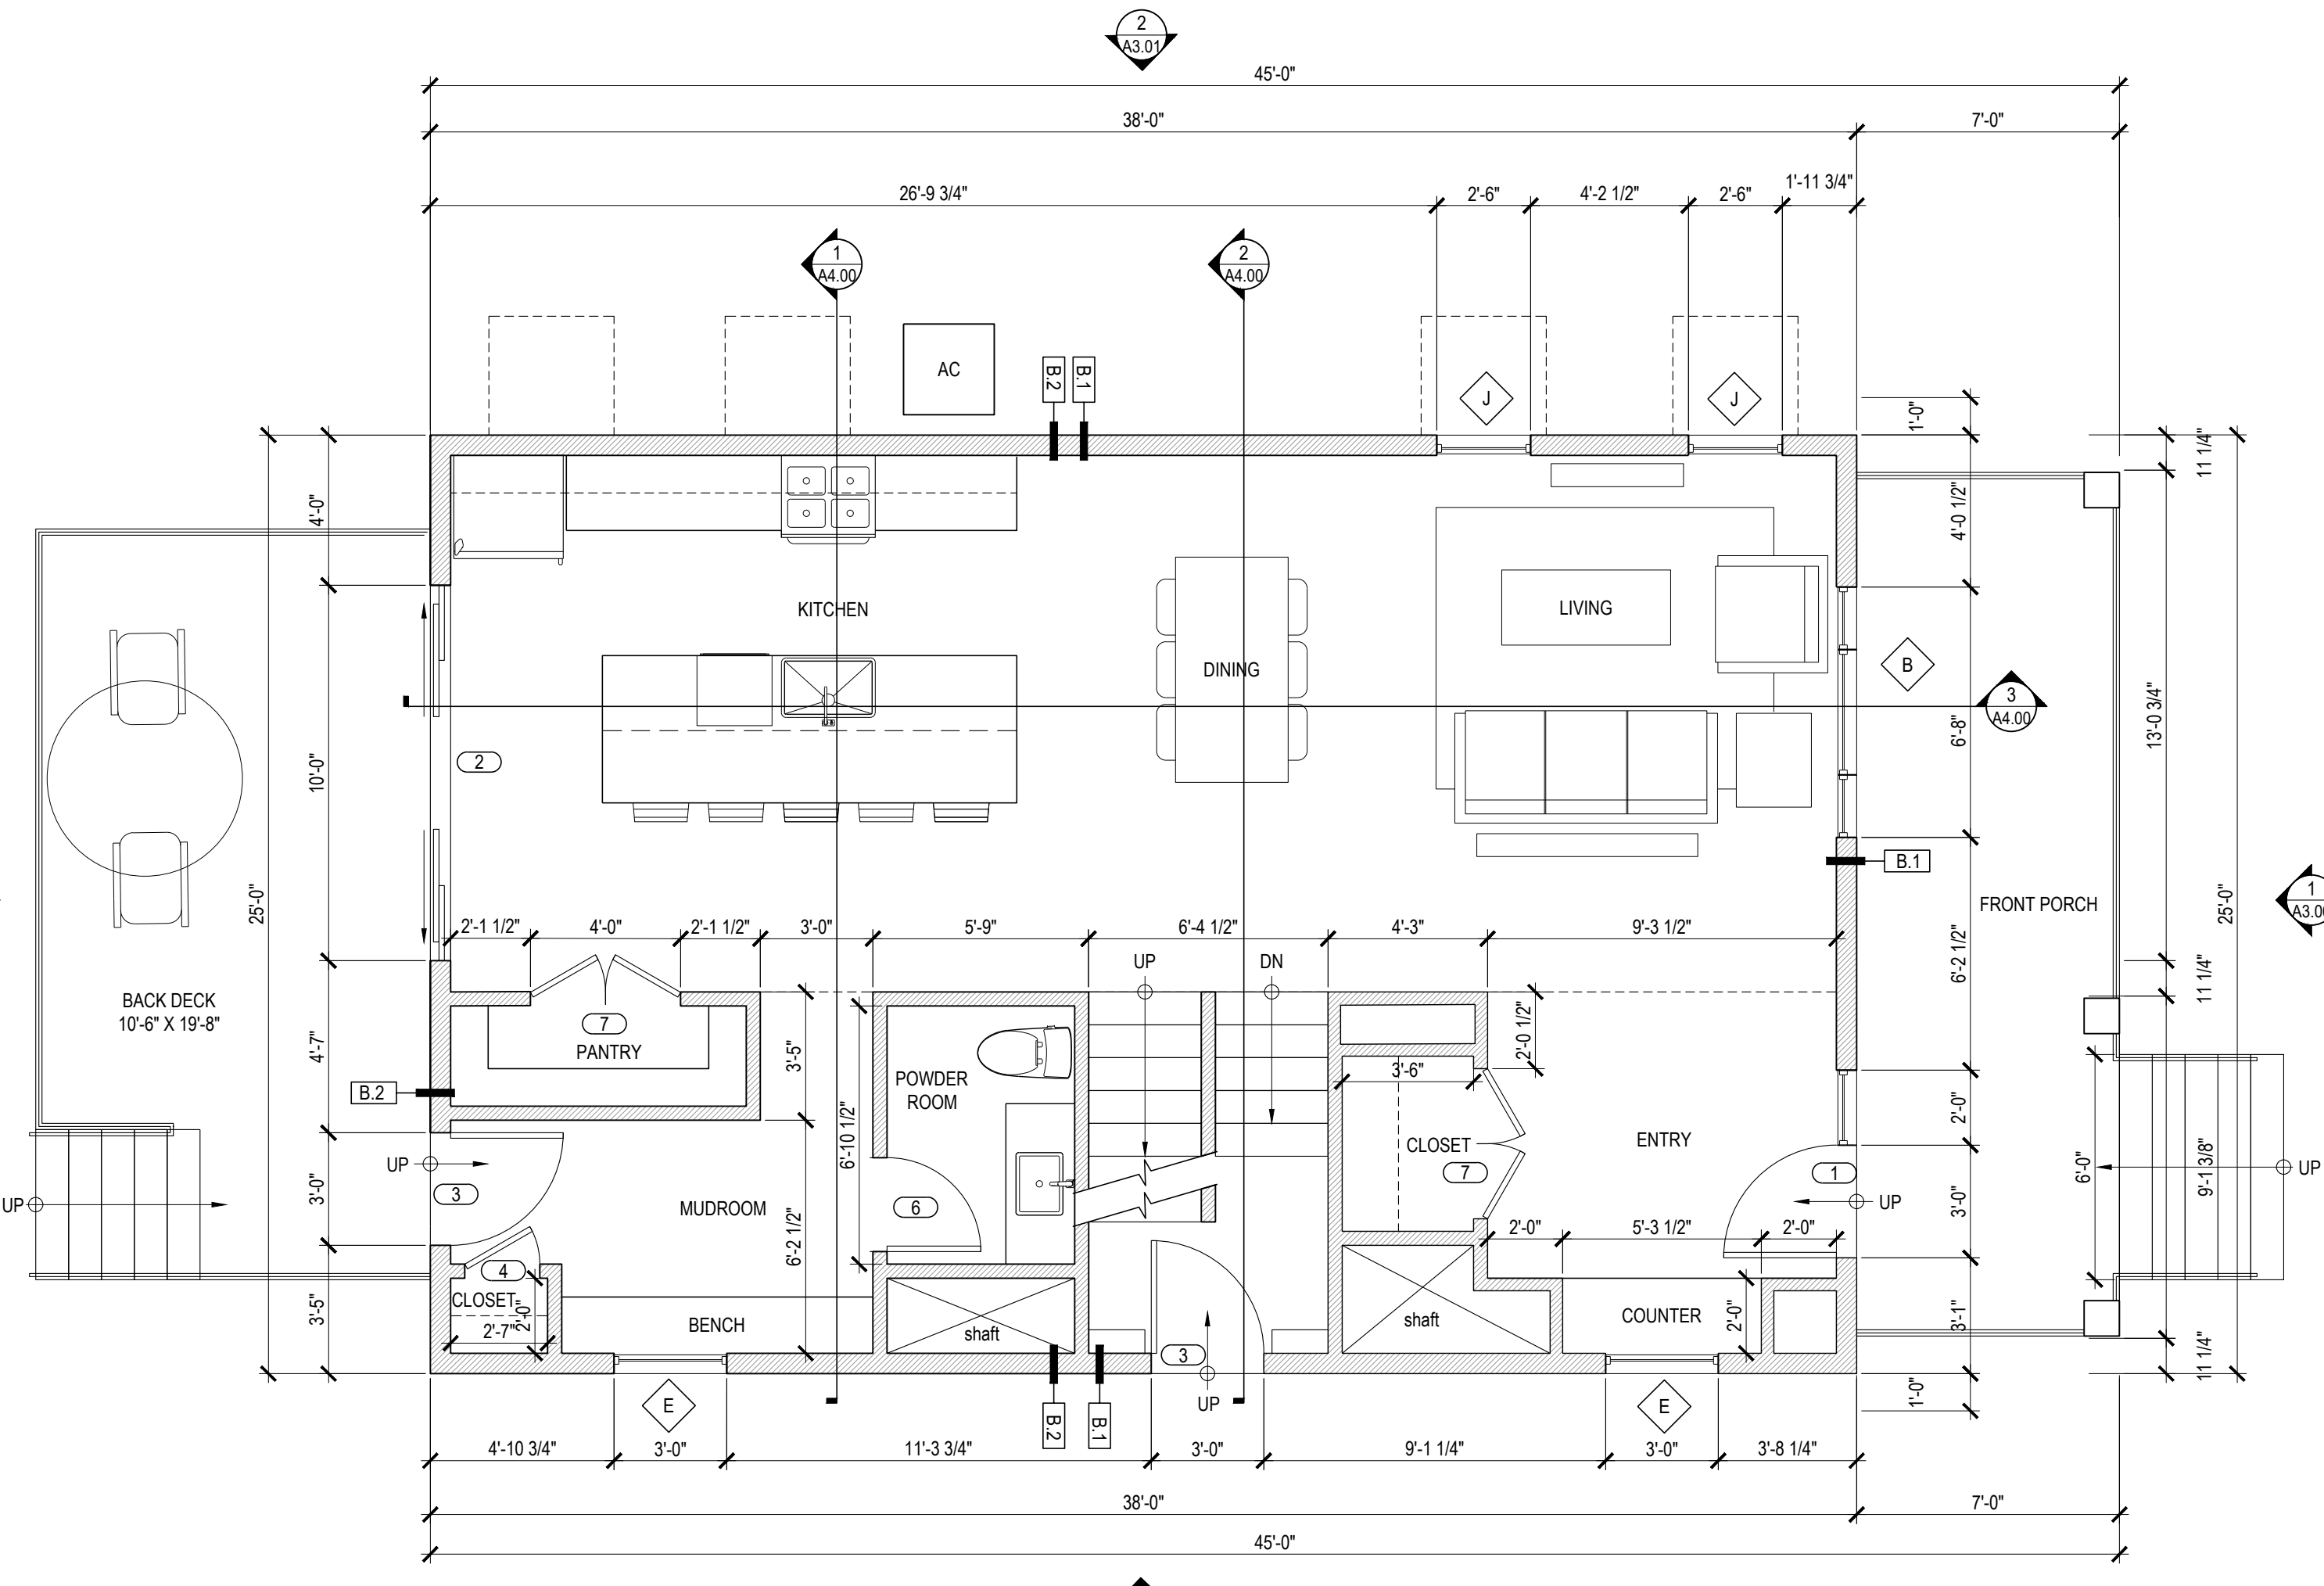 2
A3.01
45'-0"
38'-0"
7'-0"
26'-9 3/4"
2'-6"
4'-2 1/2"
2'-6"
1'-11 3/4"
1
A4.00
2
A4.00
AC
B.2
B.1
J
J
1'-0"
11 1/4"
4'-0"
4'-0 1/2"
KITCHEN
LIVING
DINING
B
3
A4.00
6'-8"
13'-0 3/4"
2
10'-0"
25'-0"
B.1
FRONT PORCH
1
25'-0"
2'-1 1/2"
4'-0"
2'-1 1/2"
3'-0"
5'-9"
6'-4 1/2"
4'-3"
9'-3 1/2"
6'-2 1/2"
11 1/4"
UP
DN
BACK DECK
10'-6" X 19'-8"
7
PANTRY
4'-7"
3'-5"
2'-0 1/2"
3'-6"
POWDER
ROOM
B.2
6'-10 1/2"
CLOSET
7
ENTRY
2'-0"
UP
3
UP
3'-0"
MUDROOM
6
6'-2 1/2"
1
UP
3'-0"
6'-0"
9'-1 3/8"
UP
2'-0"
5'-3 1/2"
2'-0"
4
CLOSET
2'-0"
2'-7"
3'-5"
BENCH
shaft
shaft
COUNTER
2'-0"
3'-1"
11 1/4"
3
UP
1'-0"
E
B.2
B.1
E
4'-10 3/4"
3'-0"
11'-3 3/4"
3'-0"
9'-1 1/4"
3'-0"
3'-8 1/4"
38'-0"
7'-0"
45'-0"